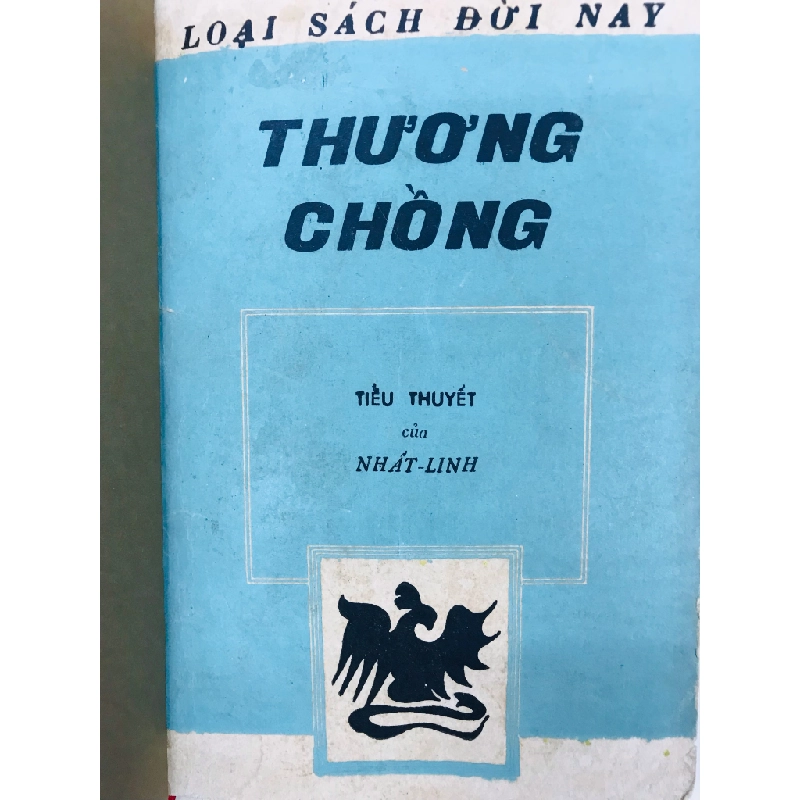 LOẠI SÁCH ĐỜI NAY
THƯƠNG
CHỒNG
TIỂU THUYẾT
của
NHẤT-LINH